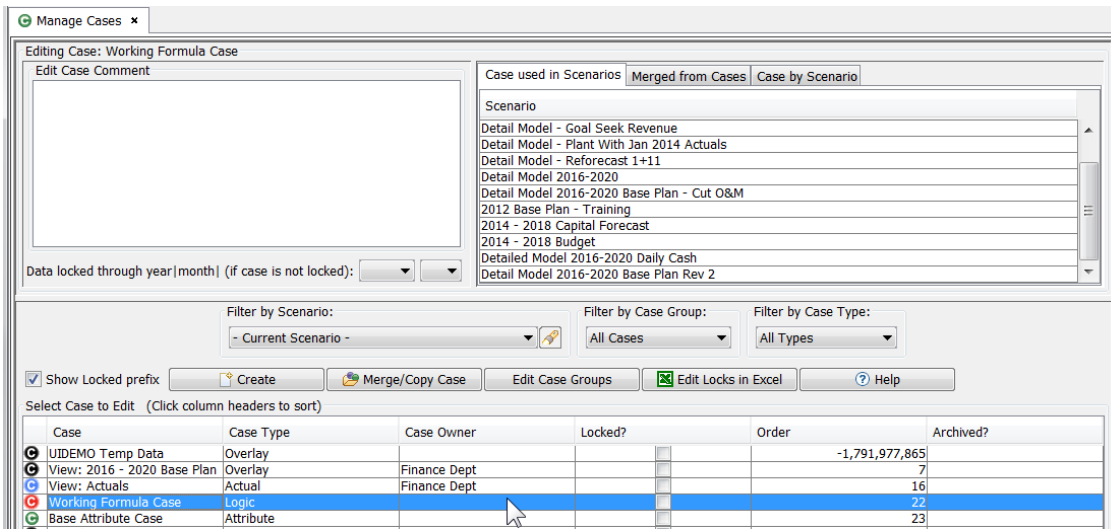 Manage Cases ×
Editing Case: Working Formula Case
Edit Case Comment
Case used in Scenarios Merged from Cases Case by Scenario
Scenario
Detail Model - Goal Seek Revenue
Detail Model - Plant With Jan 2014 Actuals
Detail Model - Reforecast 1+11
Detail Model 2016-2020
Detail Model 2016-2020 Base Plan - Cut O&M
2012 Base Plan - Training
2014 - 2018 Capital Forecast
2014 - 2018 Budget
Detailed Model 2016-2020 Daily Cash
Detail Model 2016-2020 Base Plan Rev 2
Data locked through year|month| (if case is not locked):
Filter by Scenario: Filter by Case Group: Filter by Case Type:
- Current Scenario - All Cases All Types
Show Locked prefix Create Merge/Copy Case Edit Case Groups Edit Locks in Excel Help
Select Case to Edit (Click column headers to sort)
Case Case Type Case Owner Locked? Order Archived?
UIDEMO Temp Data Overlay -1,791,977,865
View: 2016 - 2020 Base Plan Overlay Finance Dept 7
View: Actuals Actual Finance Dept 16
Working Formula Case Logic 22
Base Attribute Case Attribute 23